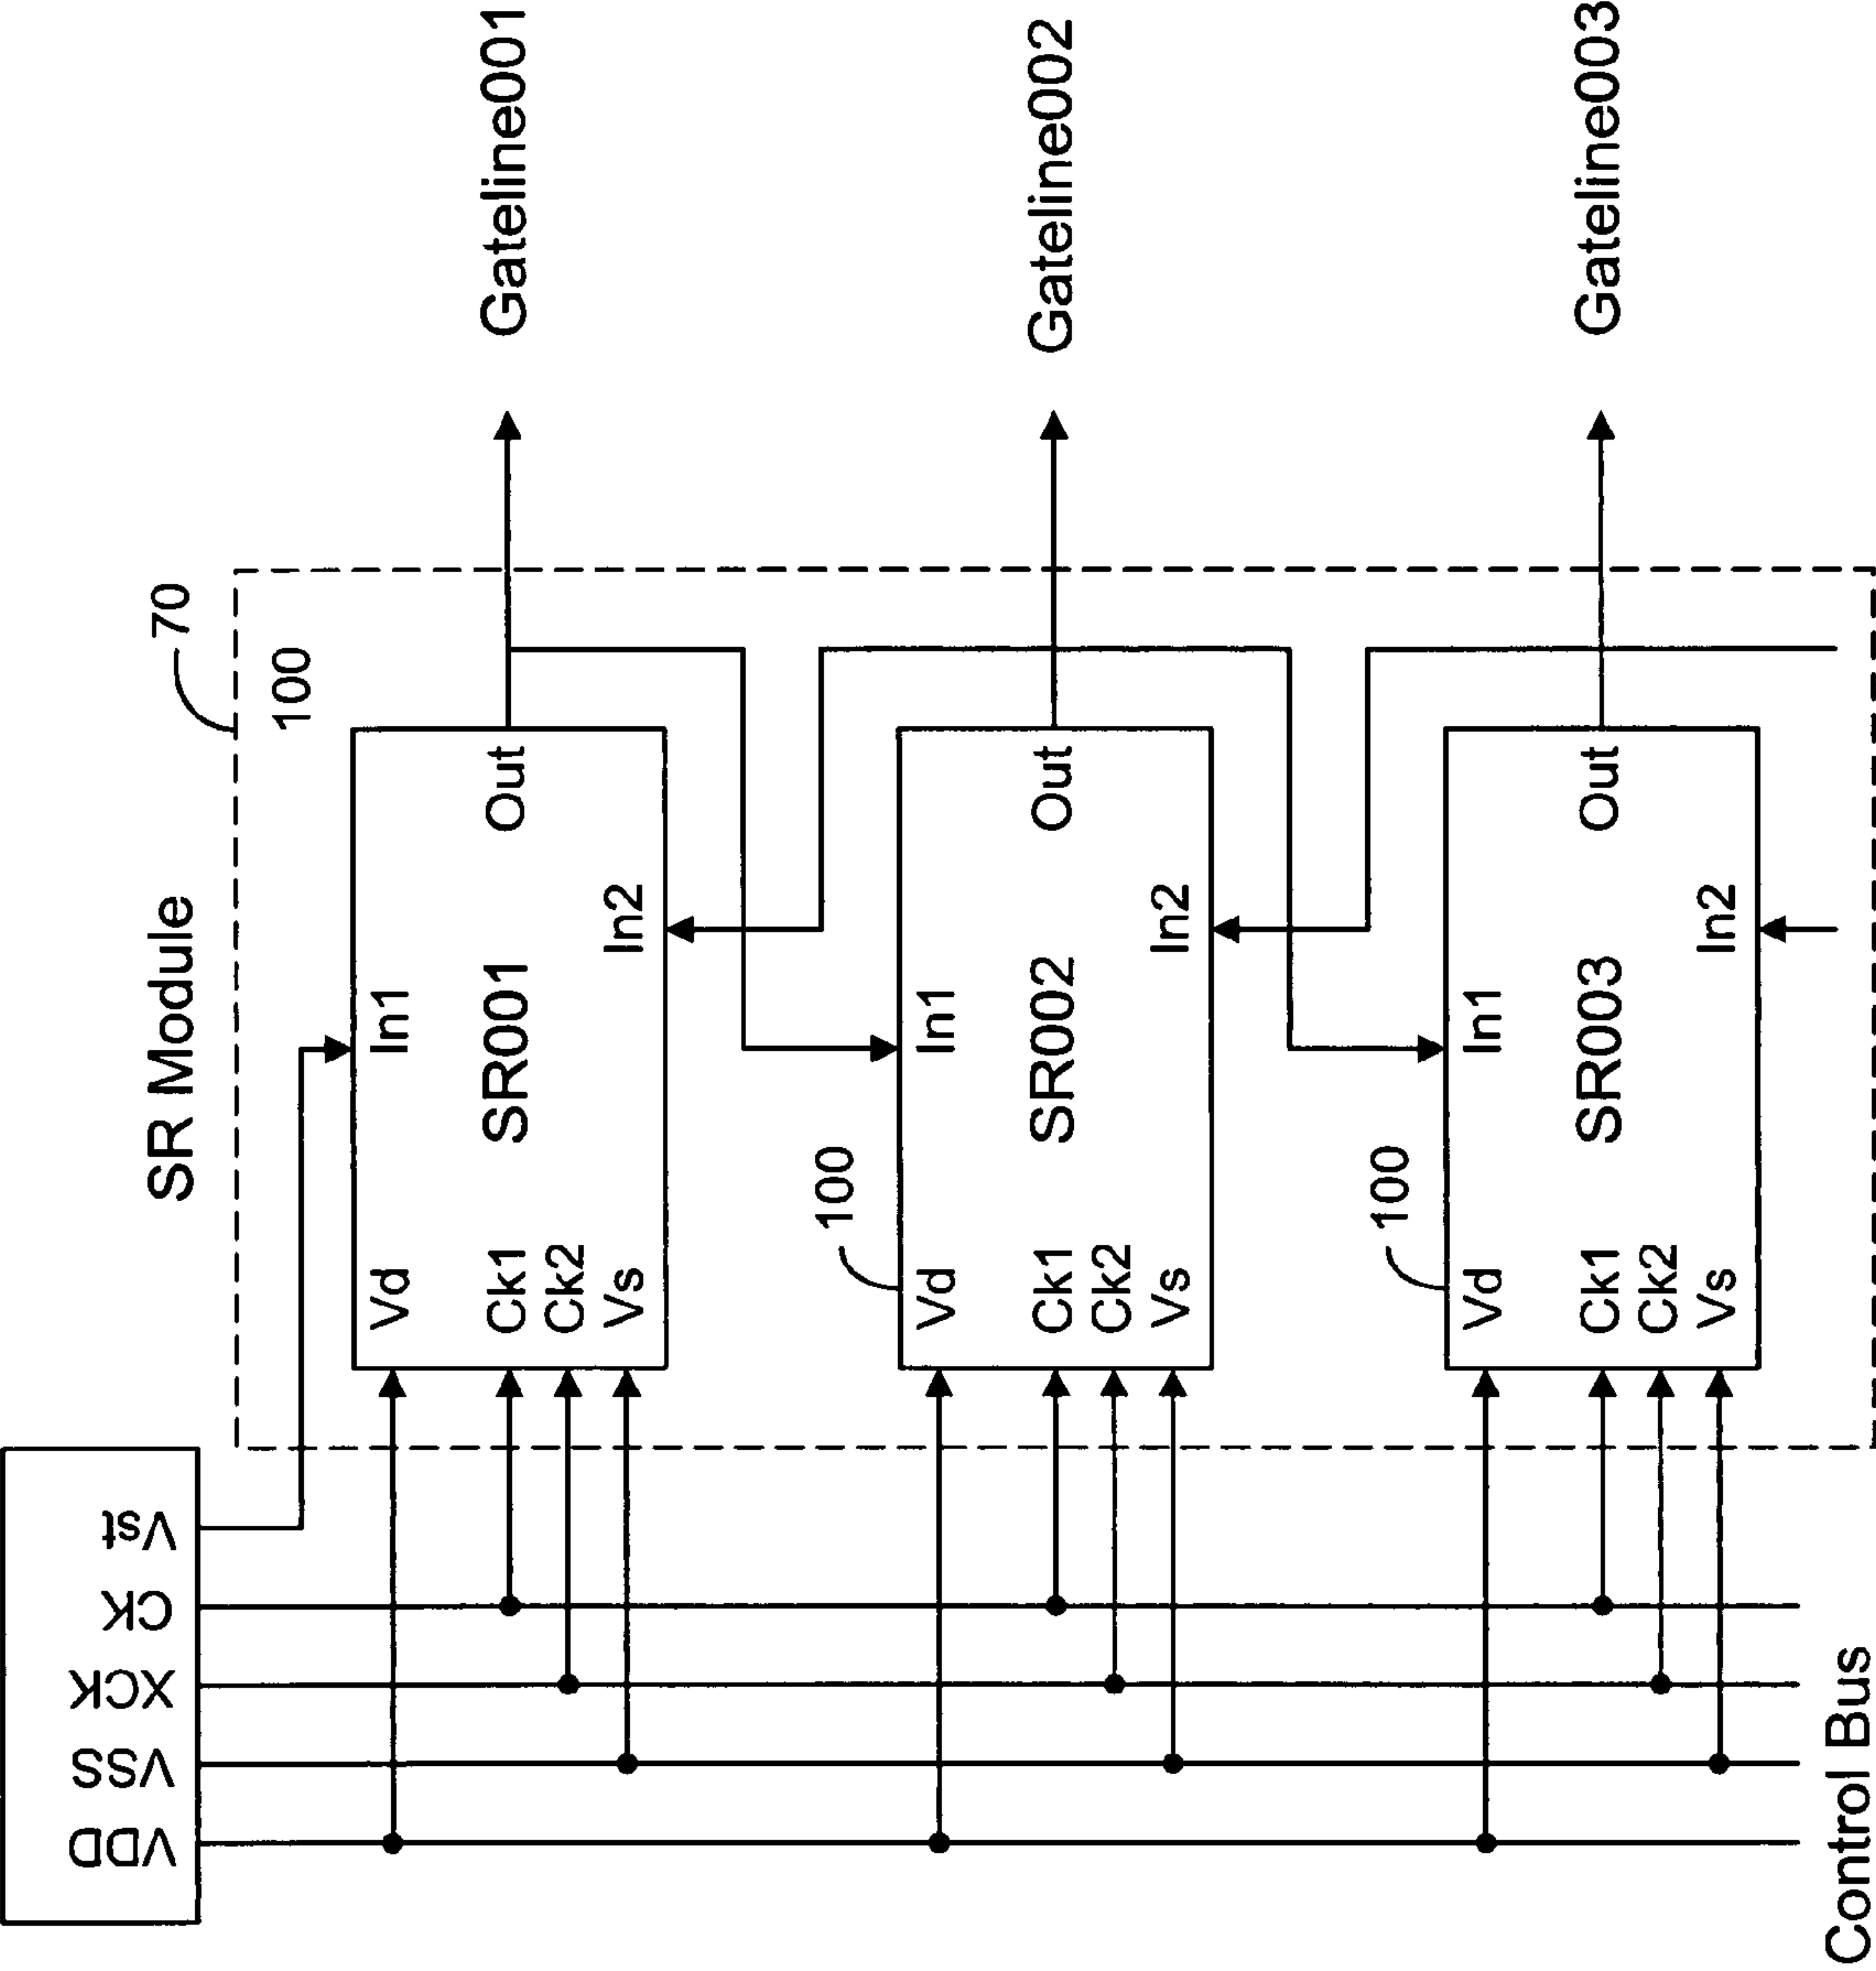 VDD
VSS
XCK
CK
Vst
SR Module
70
100
Vd
In1
Ck1
SR001
Out
Gateline001
Ck2
Vs
In2
100
Vd
In1
Ck1
SR002
Out
Gateline002
Ck2
Vs
In2
100
Vd
In1
Ck1
SR003
Out
Gateline003
Ck2
Vs
In2
Control Bus